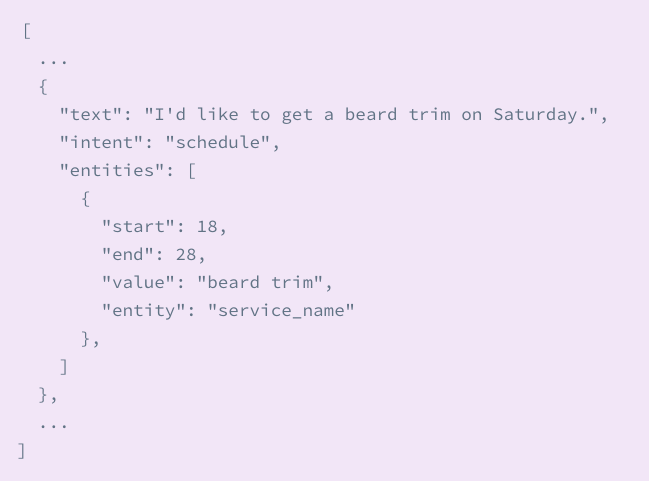 [
  ...
  {
    "text": "I'd like to get a beard trim on Saturday.",
    "intent": "schedule",
    "entities": [
      {
        "start": 18,
        "end": 28,
        "value": "beard trim",
        "entity": "service_name"
      },
    ]
  },
  ...
]